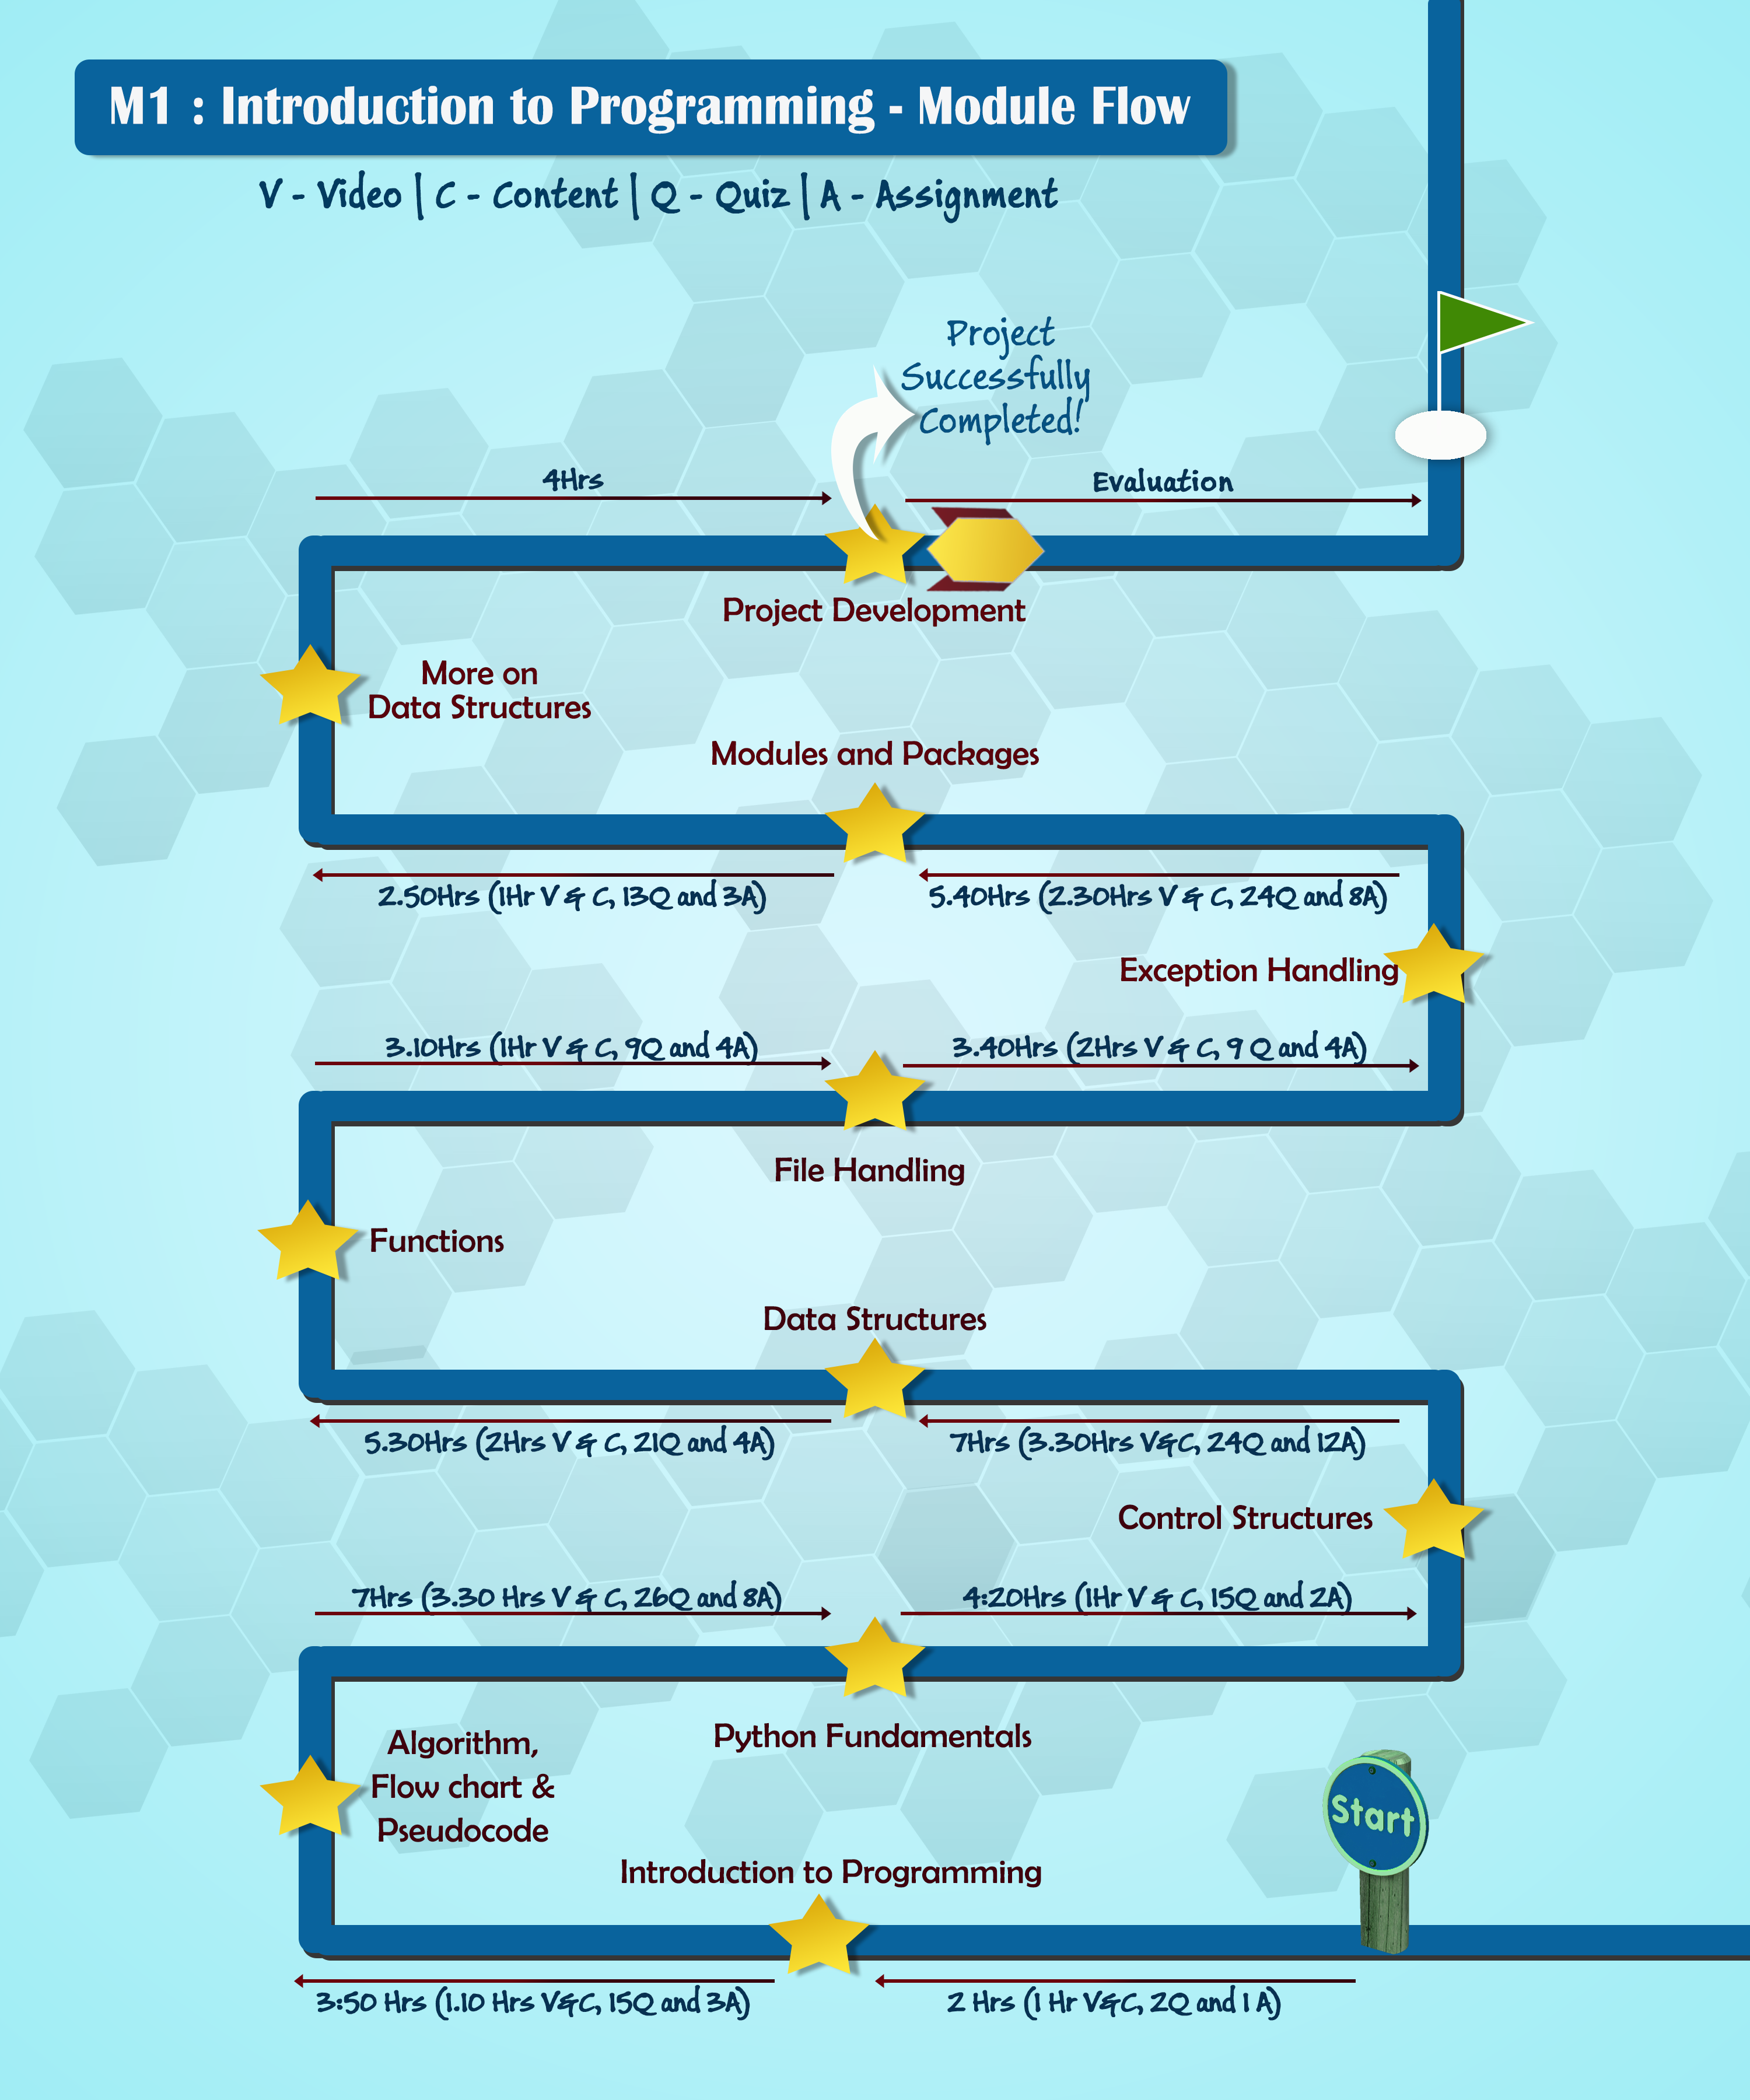 M1 : Introduction to Programming - Module Flow
V - Video | C - Content | Q - Quiz | A - Assignment
Project
Successfully
Completed!
4Hrs
Evaluation
Project Development
More on
Data Structures
Modules and Packages
2.50Hrs (1Hr V & C, 13Q and 3A)
5.40Hrs (2.30Hrs V & C, 24Q and 8A)
Exception Handling
3.10Hrs (1Hr V & C, 9Q and 4A)
3.40Hrs (2Hrs V & C, 9 Q and 4A)
File Handling
Functions
Data Structures
5.30Hrs (2Hrs V & C, 21Q and 4A)
7Hrs (3.30Hrs V&C, 24Q and 12A)
Control Structures
7Hrs (3.30 Hrs V & C, 26Q and 8A)
4:20Hrs (1Hr V & C, 15Q and 2A)
Python Fundamentals
Algorithm,
Flow chart &
Pseudocode
Start
Introduction to Programming
3:50 Hrs (1.10 Hrs V&C, 15Q and 3A)
2 Hrs (1 Hr V&C, 2Q and 1 A)